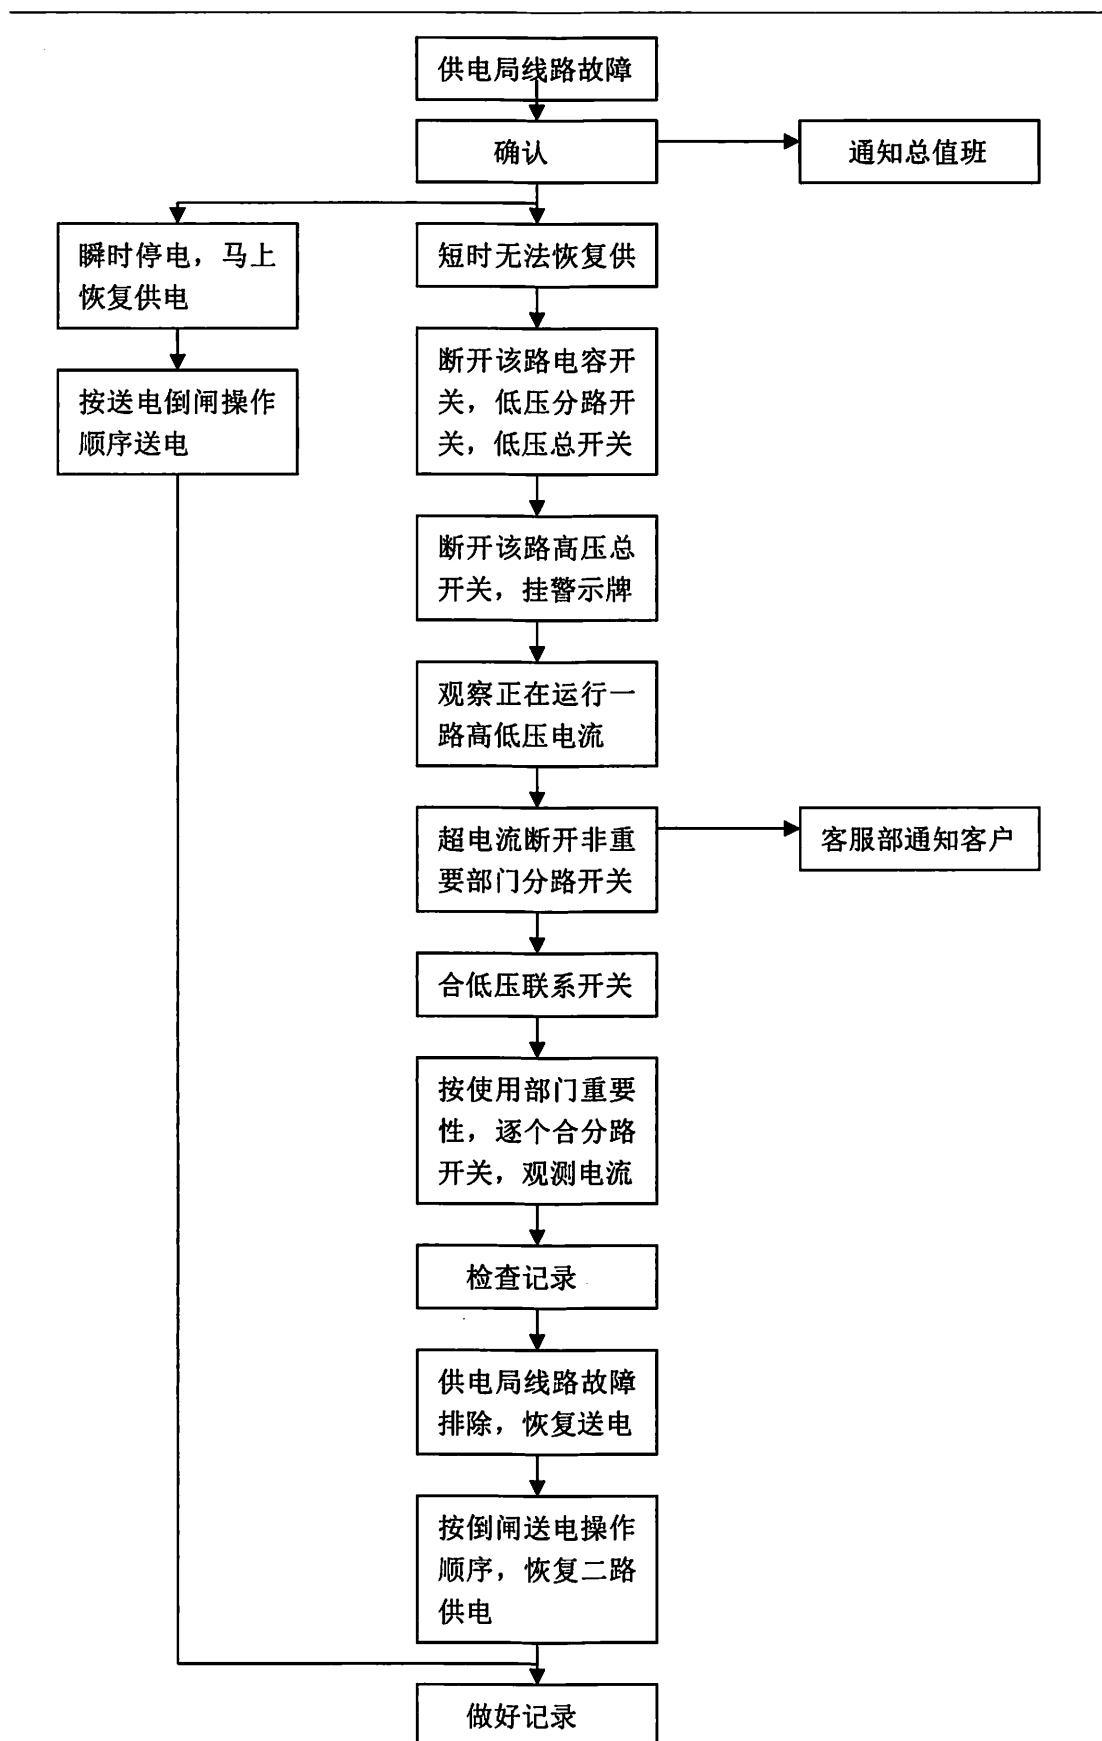 供电局线路故障
确认
通知总值班
瞬时停电，马上
恢复供电
短时无法恢复供
按送电倒闸操作
顺序送电
断开该路电容开
关，低压分路开
关，低压总开关
断开该路高压总
开关，挂警示牌
观察正在运行一
路高低压电流
超电流断开非重
要部门分路开关
客服部通知客户
合低压联系开关
按使用部门重要
性，逐个合分路
开关，观测电流
检查记录
供电局线路故障
排除，恢复送电
按倒闸送电操作
顺序，恢复二路
供电
做好记录